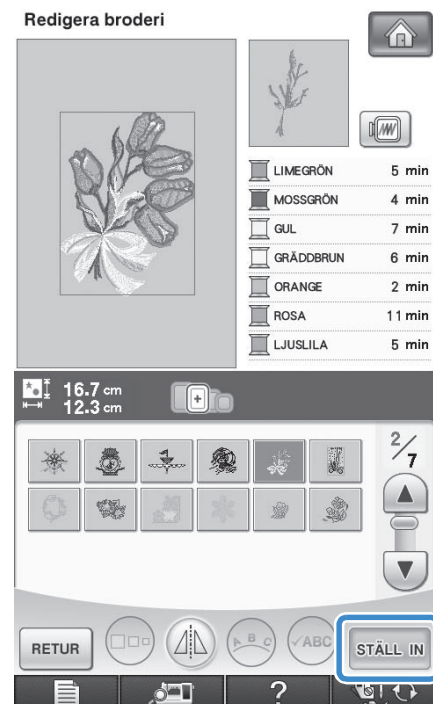 Redigera broderi
LIMEGRÖN 5 min
MOSSGRÖN 4 min
GUL 7 min
GRÄDDBRUN 6 min
ORANGE 2 min
ROSA 11 min
LJUSLILA 5 min
16.7 cm
12.3 cm
2/7
RETUR
A B C
✓ABC
STÄLL IN
?